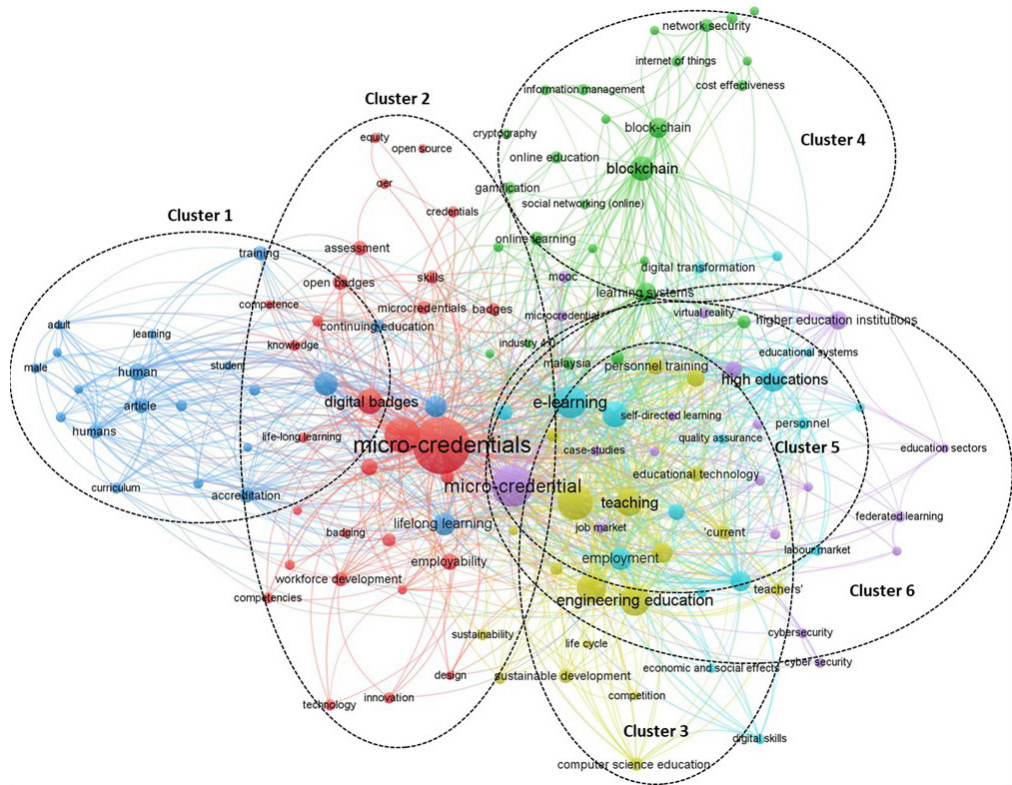 network security
internet of things
cost effectiveness
information management
Cluster 2
block-chain
cryptography
equity
Cluster 4
open source
online education
blockchain
oer
gamification
social networking (online)
credentials
Cluster 1
online learning
training
assessment
digital transformation
mooc
skills
open badges
learning systems
competence
microcredentials
badges
microcredential
virtual reality
higher education institutions
adult
learning
continuing education
industry 4.0
knowledge
educational systems
male
human
student
malaysia
personnel training
high educations
article
digital badges
e-learning
self-directed learning
personnel
humans
life-long learning
micro-credentials
quality assurance
Cluster 5
case-studies
education sectors
educational technology
curriculum
accreditation
micro-credential
teaching
federated learning
lifelong learning
job market
'current
badging
labour market
employability
employment
workforce development
teachers'
Cluster 6
competencies
engineering education
sustainability
life cycle
cybersecurity
cyber security
design
sustainable development
economic and social effects
technology
innovation
competition
Cluster 3
digital skills
computer science education